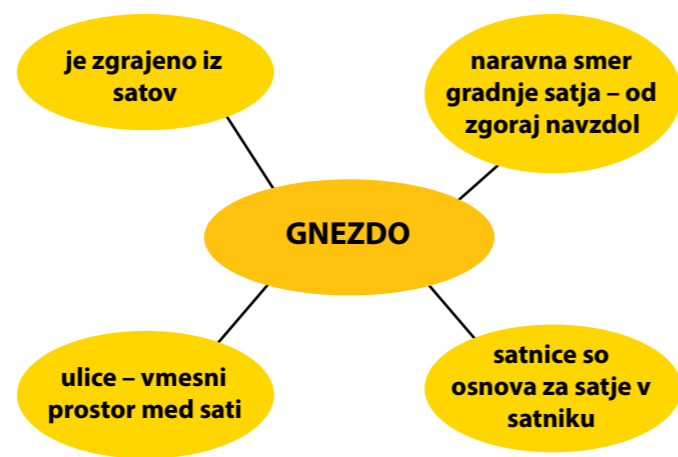 je zgrajeno iz
satov
naravna smer
gradnje satja – od
zgoraj navzdol
GNEZDO
ulice – vmesni
prostor med sati
satnice so
osnova za satje v
satniku